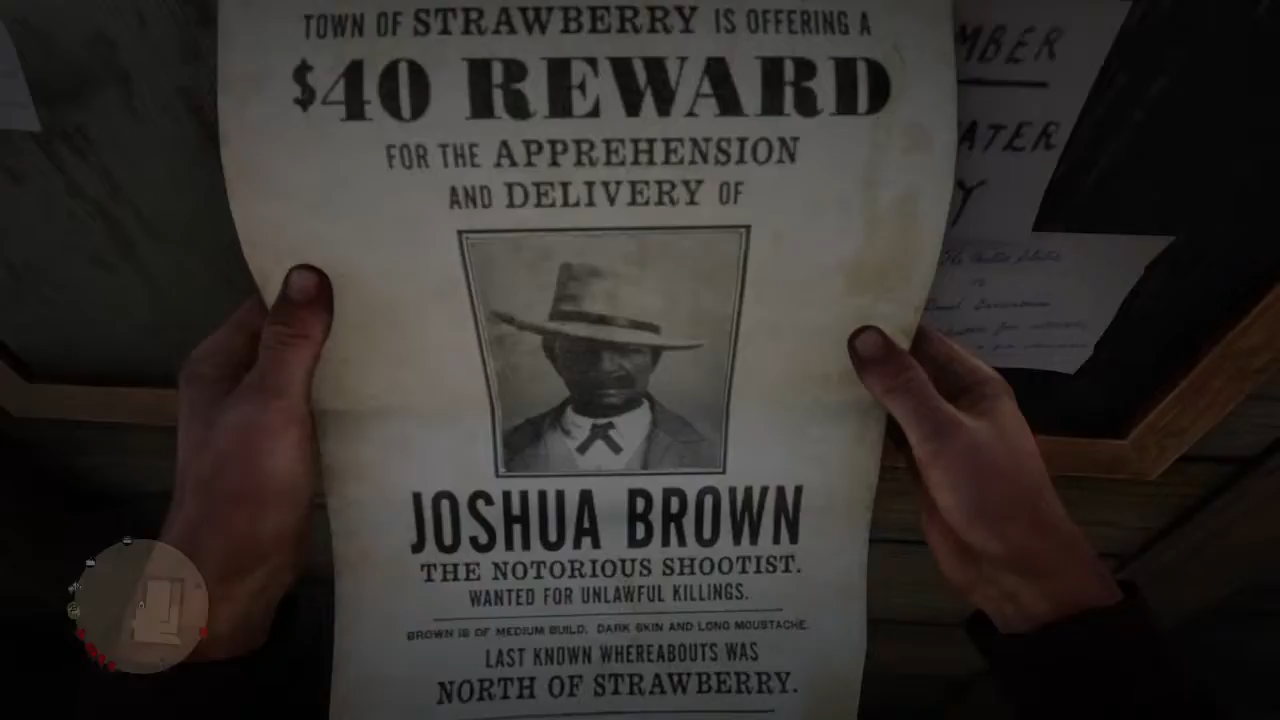 TOWN OF STRAWBERRY IS OFFERING A
$40 REWARD
FOR THE APPREHENSION
AND DELIVERY OF
JOSHUA BROWN
THE NOTORIOUS SHOOTIST.
WANTED FOR UNLAWFUL KILLINGS.
BROWN IS OF MEDIUM BUILD, DARK SKIN AND LONG MOUSTACHE.
LAST KNOWN WHEREABOUTS WAS
NORTH OF STRAWBERRY.
MBER
ATER
Y